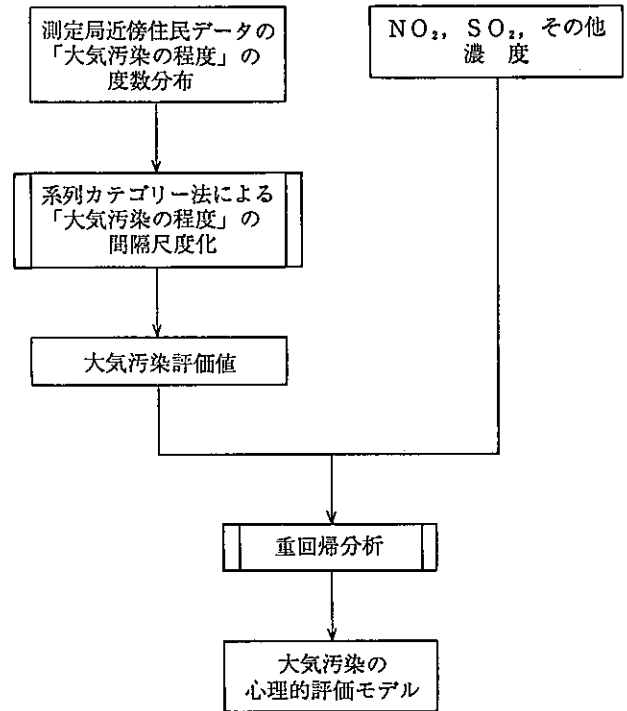 測定局近傍住民データの
「大気汚染の程度」の
度数分布
NO₂, SO₂, その他
濃 度
系列カテゴリー法による
「大気汚染の程度」の
間隔尺度化
大気汚染評価値
重回帰分析
大気汚染の
心理的評価モデル